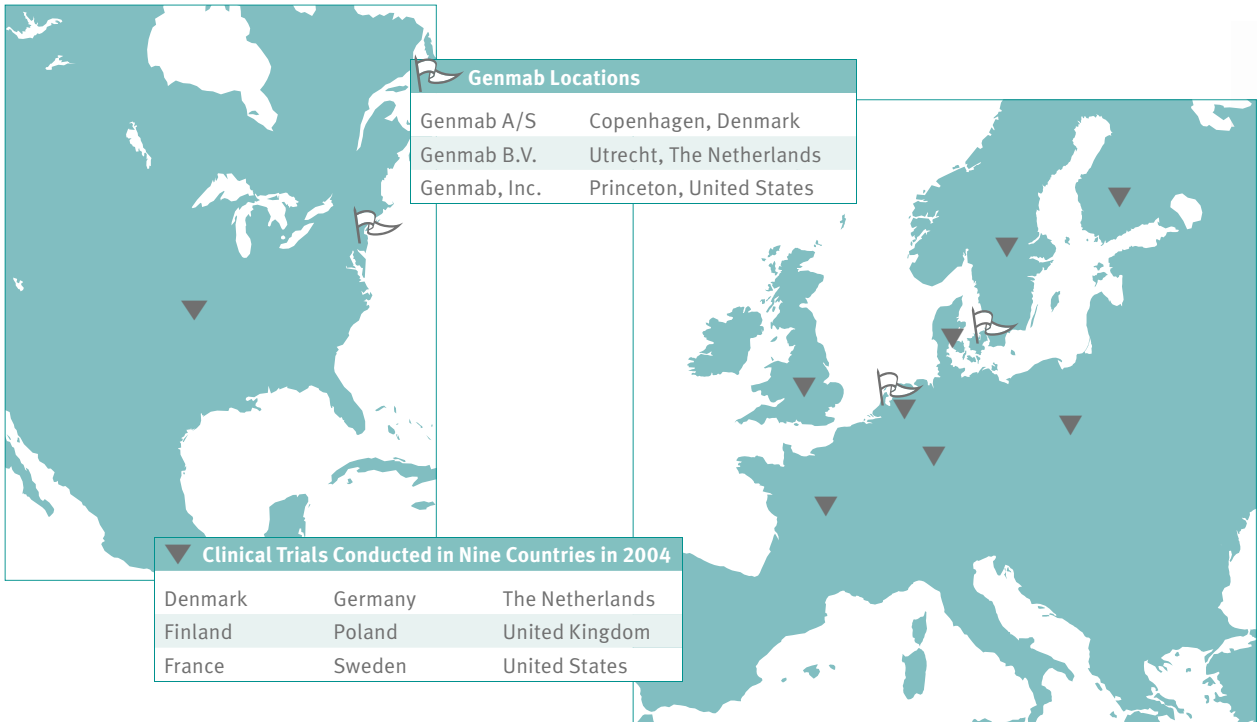 Genmab Locations
Genmab A/S Copenhagen, Denmark
Genmab B.V. Utrecht, The Netherlands
Genmab, Inc. Princeton, United States
Clinical Trials Conducted in Nine Countries in 2004
Denmark Germany The Netherlands
Finland Poland United Kingdom
France Sweden United States